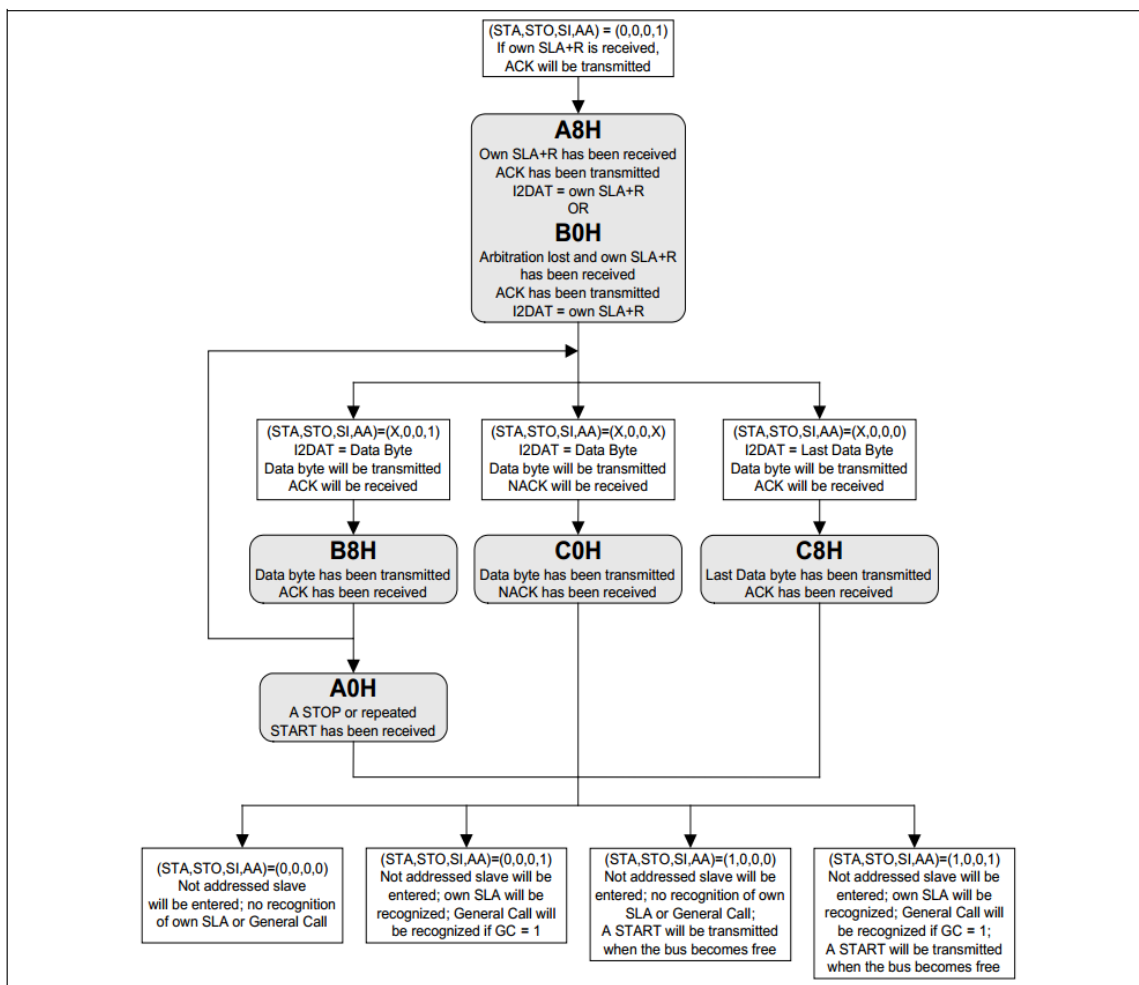 (STA,STO,SI,AA) = (0,0,0,1)
If own SLA+R is received,
ACK will be transmitted
A8H
Own SLA+R has been received
ACK has been transmitted
I2DAT = own SLA+R
OR
B0H
Arbitration lost and own SLA+R
has been received
ACK has been transmitted
I2DAT = own SLA+R
(STA,STO,SI,AA)=(X,0,0,1)
I2DAT = Data Byte
Data byte will be transmitted
ACK will be received
(STA,STO,SI,AA)=(X,0,0,X)
I2DAT = Data Byte
Data byte will be transmitted
NACK will be received
(STA,STO,SI,AA)=(X,0,0,0)
I2DAT = Last Data Byte
Data byte will be transmitted
ACK will be received
B8H
Data byte has been transmitted
ACK has been received
C0H
Data byte has been transmitted
NACK has been received
C8H
Last Data byte has been transmitted
ACK has been received
A0H
A STOP or repeated
START has been received
(STA,STO,SI,AA)=(0,0,0,0)
Not addressed slave
will be entered; no recognition
of own SLA or General Call
(STA,STO,SI,AA)=(0,0,0,1)
Not addressed slave will be
entered; own SLA will be
recognized; General Call will
be recognized if GC = 1
(STA,STO,SI,AA)=(1,0,0,0)
Not addressed slave will be
entered; no recognition of own
SLA or General Call;
A START will be transmitted
when the bus becomes free
(STA,STO,SI,AA)=(1,0,0,1)
Not addressed slave will be
entered; own SLA will be
recognized; General Call will
be recognized if GC = 1;
A START will be transmitted
when the bus becomes free